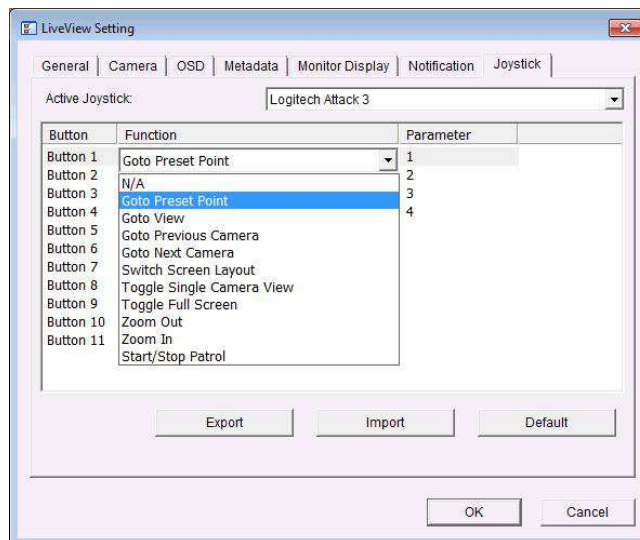 LiveView Setting
General Camera OSD Metadata Monitor Display Notification Joystick
Active Joystick: Logitech Attack 3
Button Function Parameter
Button 1 Goto Preset Point 1
Button 2 2
N/A
Button 3 Goto Preset Point 3
Button 4 Goto View 4
Button 5 Goto Previous Camera
Button 6 Goto Next Camera
Button 7 Switch Screen Layout
Button 8 Toggle Single Camera View
Button 9 Toggle Full Screen
Button 10 Zoom Out
Button 11 Zoom In
Start/Stop Patrol
Export Import Default
OK Cancel